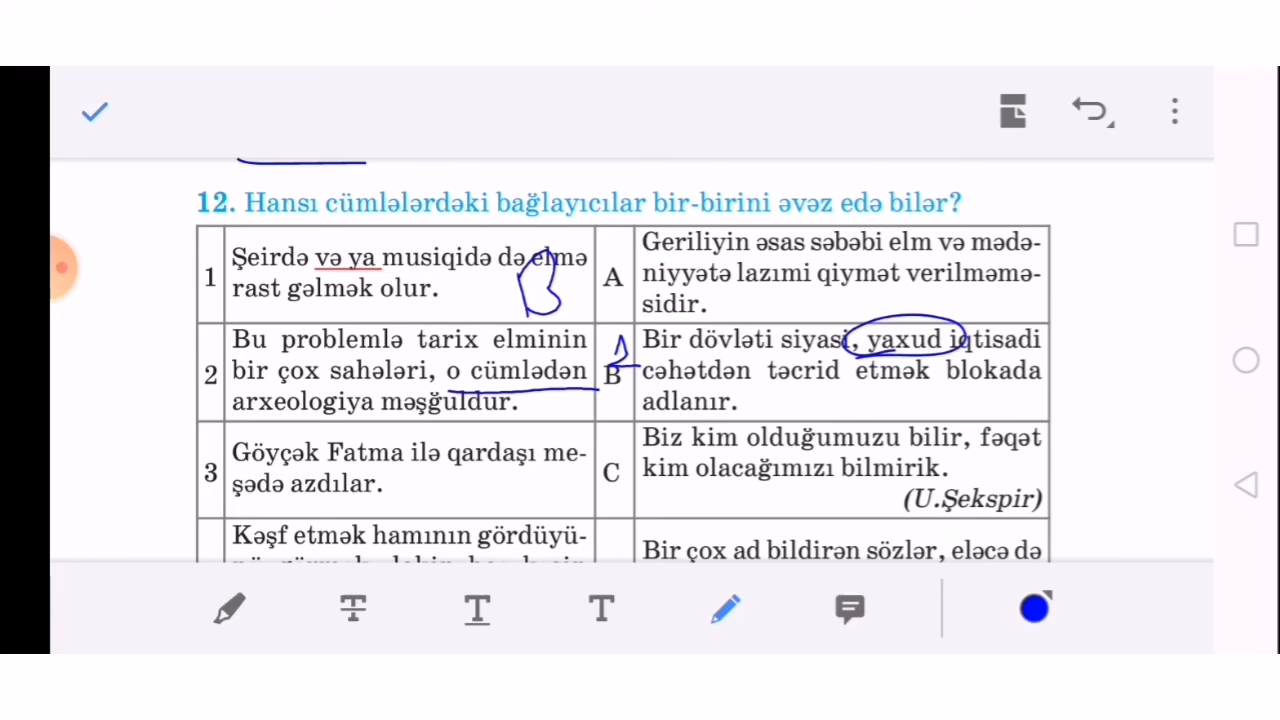 12. Hansı cümlələrdəki bağlayıcılar bir-birini əvəz edə bilər?
1
Şeirdə və ya musiqidə də elmə
rast gəlmək olur.
B
A
Geriliyin əsas səbəbi elm və mədə-
niyyətə lazımi qiymət verilməmə-
sidir.
2
Bu problemlə tarix elminin
bir çox sahələri, o cümlədən
arxeologiya məşğuldur.
1
B
Bir dövləti siyasi, yaxud iqtisadi
cəhətdən təcrid etmək blokada
adlanır.
3
Göyçək Fatma ilə qardaşı me-
şədə azdılar.
C
Biz kim olduğumuzu bilir, fəqət
kim olacağımızı bilmirik.
(U.Şekspir)
Kəşf etmək hamının gördüyü-
Bir çox ad bildirən sözlər, eləcə də
T
T
T